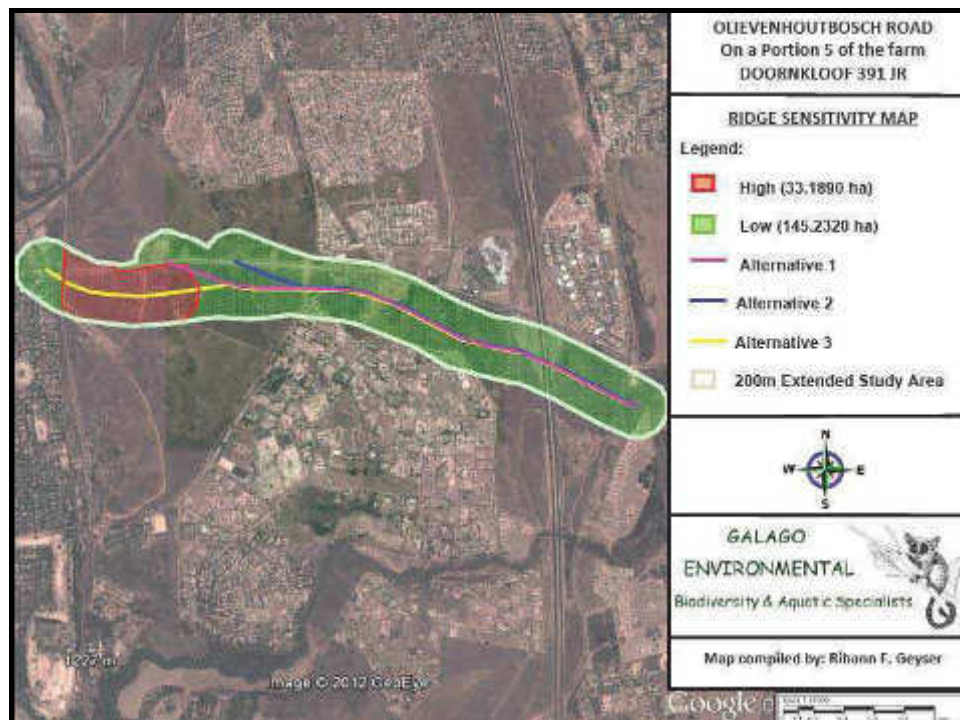 OLIEVENHOUTBOSCH ROAD
On a Portion 5 of the farm
DOORNKLOOF 391 JR
RIDGE SENSITIVITY MAP
Legend:
High (33.1890 ha)
Low (145.2320 ha)
Alternative 1
Alternative 2
Alternative 3
200m Extended Study Area
N
W E
S
GALAGO
ENVIRONMENTAL
Biodiversity & Aquatic Specialists
Map compiled by: Rihann F. Geyser
Image © 2012 GeoEye
Google